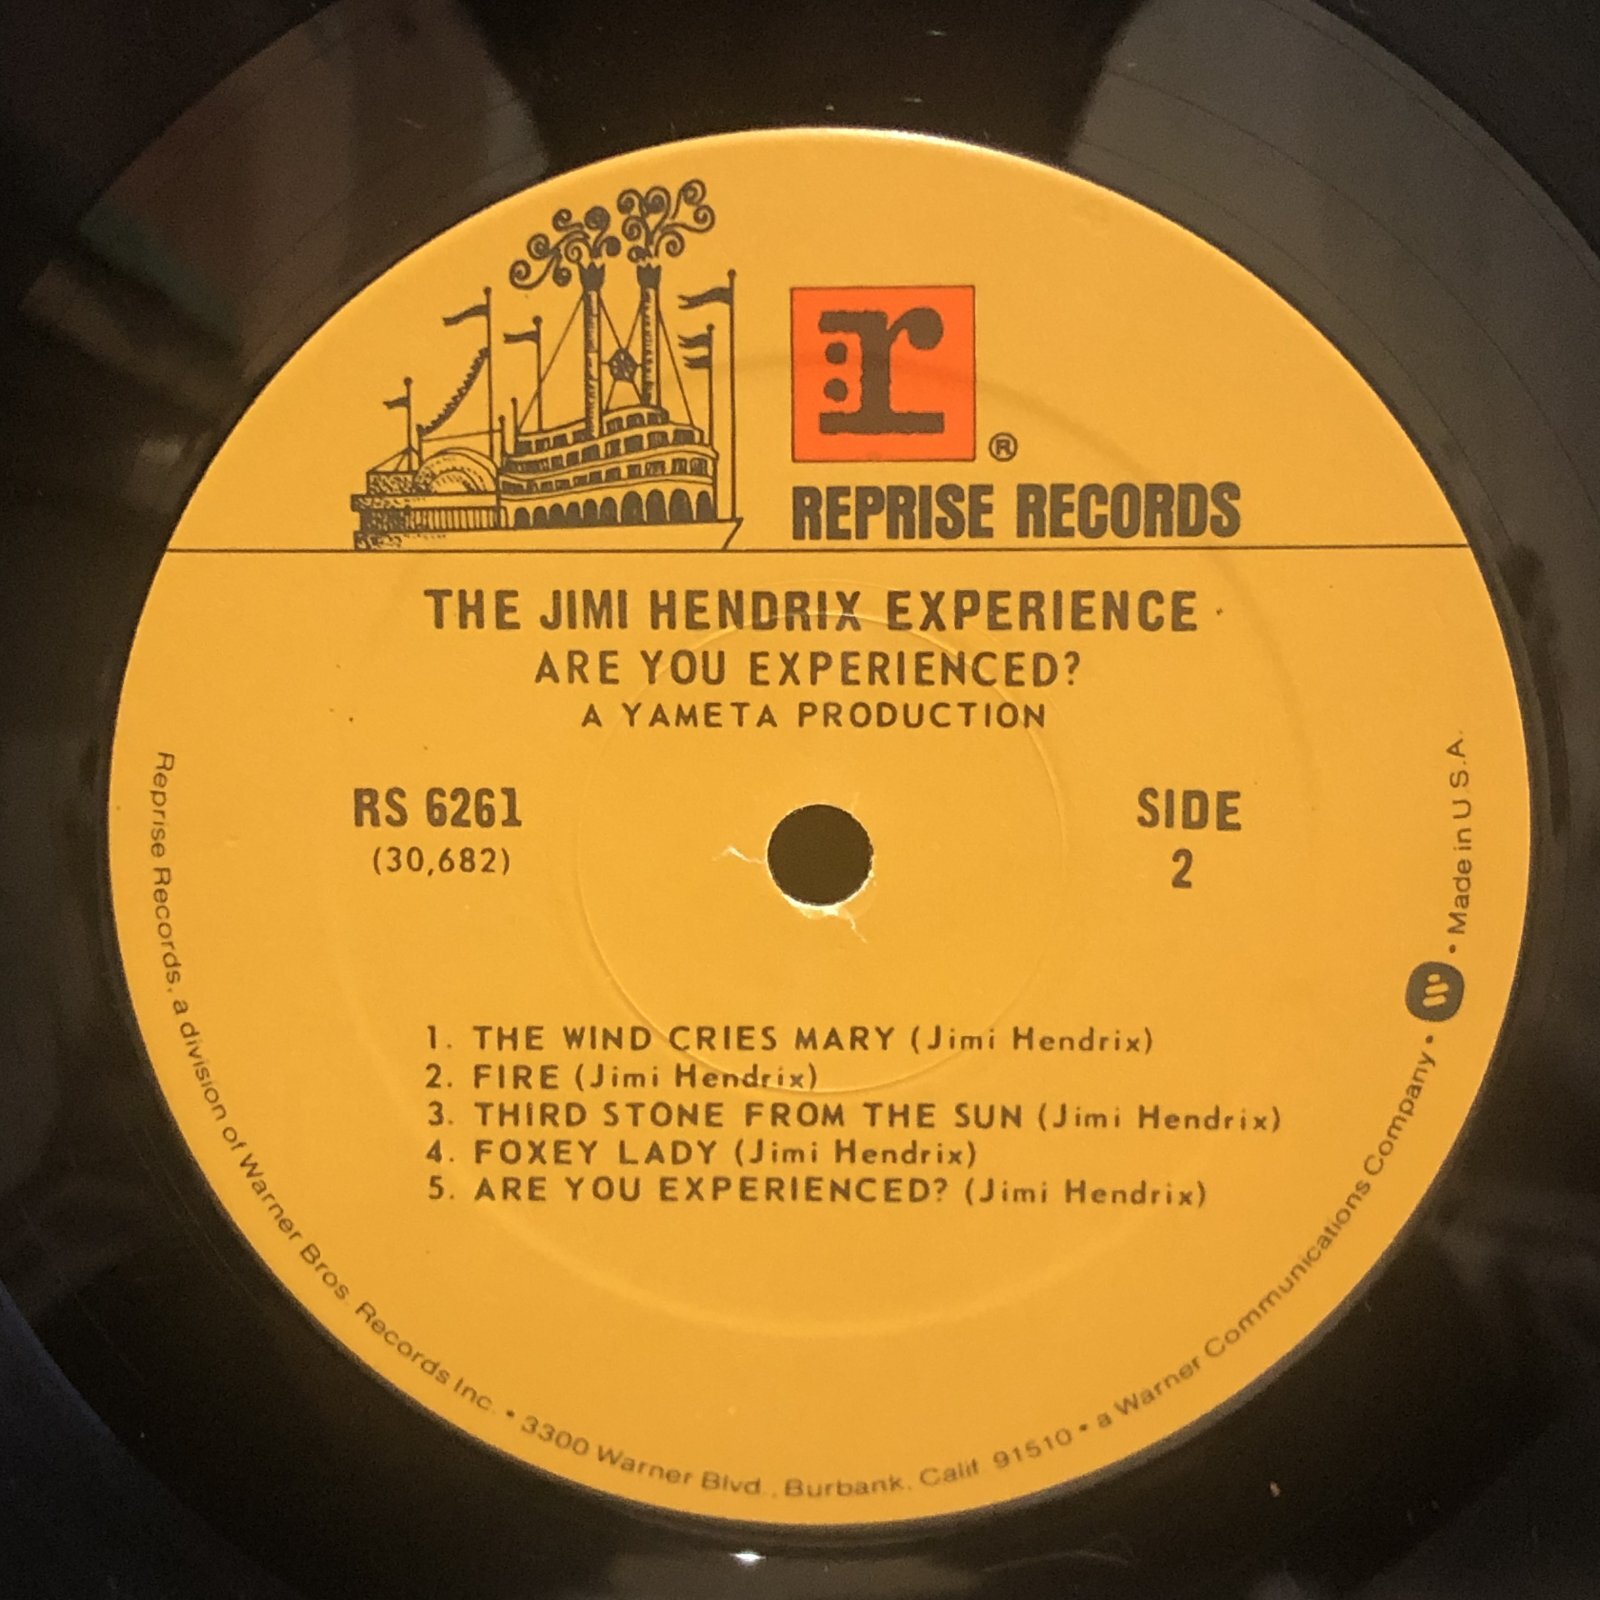 r
®
REPRISE RECORDS
THE JIMI HENDRIX EXPERIENCE
ARE YOU EXPERIENCED?
A YAMETA PRODUCTION
RS 6261
(30,682)
SIDE
2
1. THE WIND CRIES MARY (Jimi Hendrix)
2. FIRE (Jimi Hendrix)
3. THIRD STONE FROM THE SUN (Jimi Hendrix)
4. FOXEY LADY (Jimi Hendrix)
5. ARE YOU EXPERIENCED? (Jimi Hendrix)
Reprise Records, a division of Warner Bros. Records Inc. • 3300 Warner Blvd., Burbank, Calif. 91510 • a Warner Communications Company • W • Made in U.S.A.